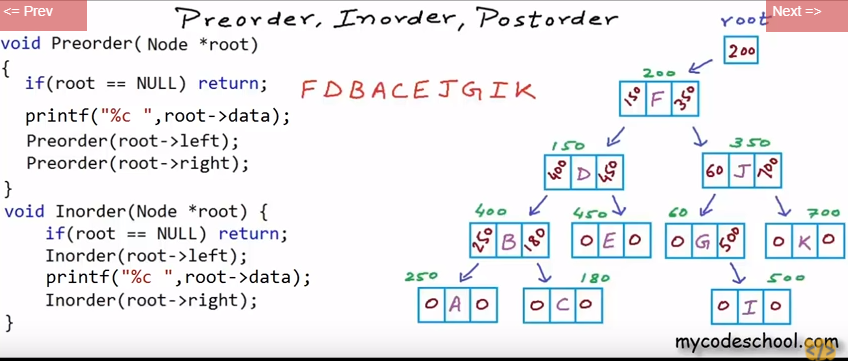 <= Prev
Preorder, Inorder, Postorder
Next =>
void Preorder( Node *root)
{
if(root == NULL) return;
printf("%c ",root->data);
Preorder(root->left);
Preorder(root->right);
}
void Inorder(Node *root) {
if(root == NULL) return;
Inorder(root->left);
printf("%c ",root->data);
Inorder(root->right);
}
F D B A C E J G I K
root
200
200
150 F 350
150
350
400 D 450
60 J 700
400
450
60
700
250 B 180
0 E 0
0 G 500
0 K 0
250
180
500
0 A 0
0 C 0
0 I 0
mycodeschool.com
</>